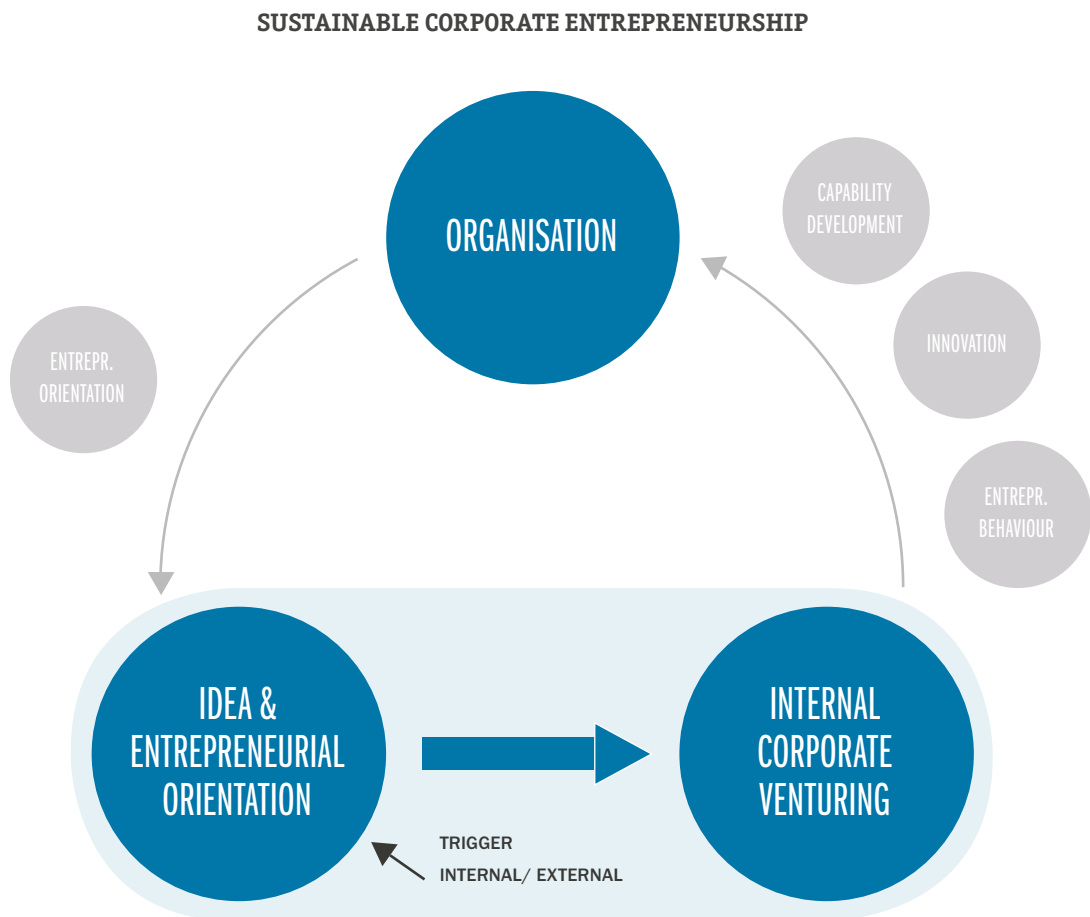 SUSTAINABLE CORPORATE ENTREPRENEURSHIP
ORGANISATION
CAPABILITY
DEVELOPMENT
INNOVATION
ENTREPR.
BEHAVIOUR
ENTREPR.
ORIENTATION
IDEA &
ENTREPRENEURIAL
ORIENTATION
INTERNAL
CORPORATE
VENTURING
TRIGGER
INTERNAL/ EXTERNAL